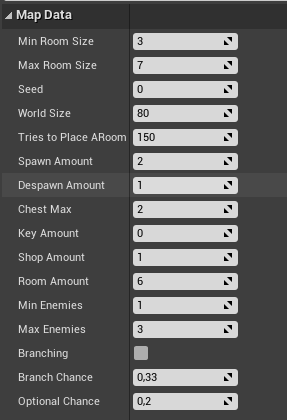 Map Data
Min Room Size 3
Max Room Size 7
Seed 0
World Size 80
Tries to Place ARoom 150
Spawn Amount 2
Despawn Amount 1
Chest Max 2
Key Amount 0
Shop Amount 1
Room Amount 6
Min Enemies 1
Max Enemies 3
Branching
Branch Chance 0,33
Optional Chance 0,2